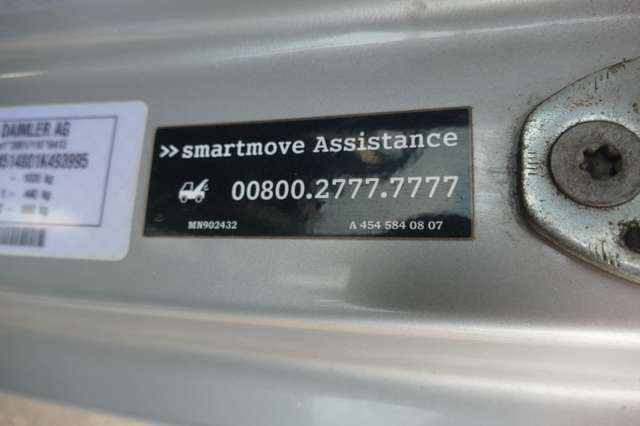 DAIMLER AG
>> smartmove Assistance
00800.2777.7777
MN902432
A 454 584 08 07